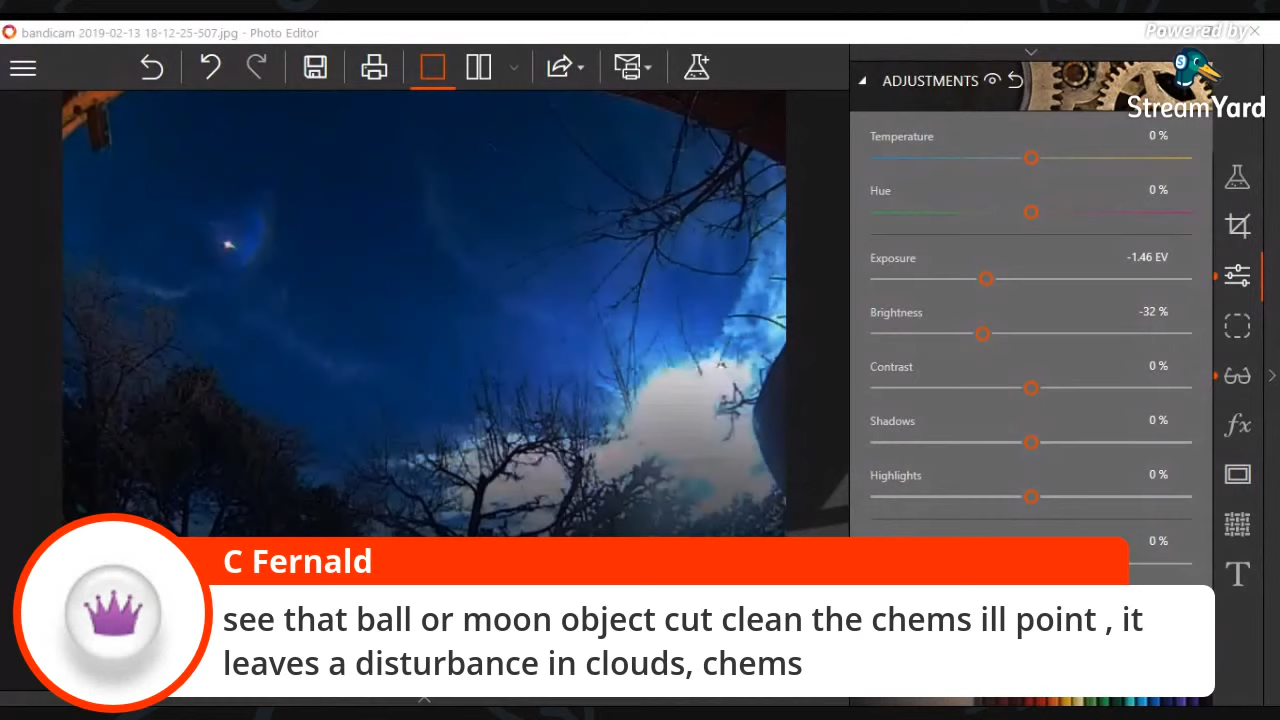 bandicam 2019-02-13 18-12-25-507.jpg - Photo Editor
Powered by
StreamYard
ADJUSTMENTS
Temperature 0 %
Hue 0 %
Exposure -1.46 EV
Brightness -32 %
Contrast 0 %
Shadows 0 %
Highlights 0 %
0 %
fx
T
C Fernald
see that ball or moon object cut clean the chems ill point , it
leaves a disturbance in clouds, chems